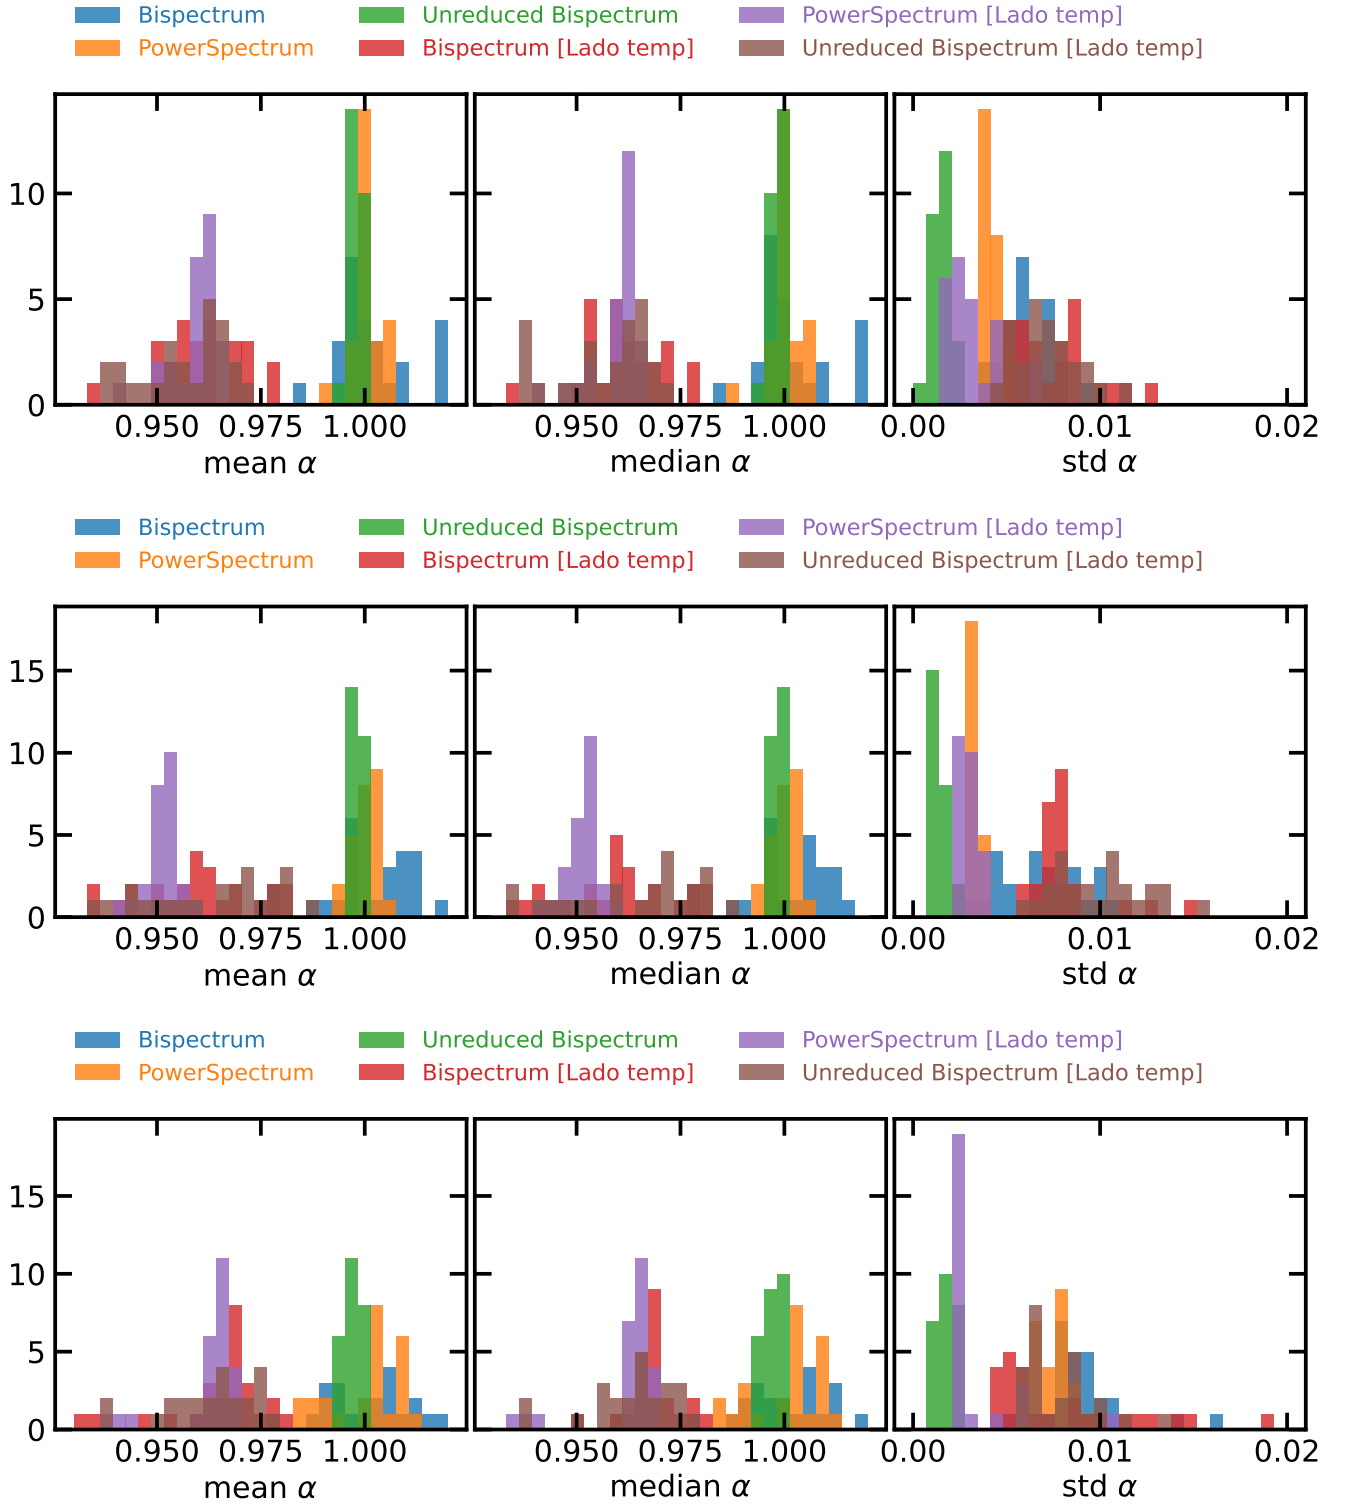 Bispectrum Unreduced Bispectrum PowerSpectrum [Lado temp]
PowerSpectrum Bispectrum [Lado temp] Unreduced Bispectrum [Lado temp]
10
5
0
0.950 0.975 1.000 0.950 0.975 1.000 0.00 0.01 0.02
mean α median α std α
Bispectrum Unreduced Bispectrum PowerSpectrum [Lado temp]
PowerSpectrum Bispectrum [Lado temp] Unreduced Bispectrum [Lado temp]
15
10
5
0
0.950 0.975 1.000 0.950 0.975 1.000 0.00 0.01 0.02
mean α median α std α
Bispectrum Unreduced Bispectrum PowerSpectrum [Lado temp]
PowerSpectrum Bispectrum [Lado temp] Unreduced Bispectrum [Lado temp]
15
10
5
0
0.950 0.975 1.000 0.950 0.975 1.000 0.00 0.01 0.02
mean α median α std α